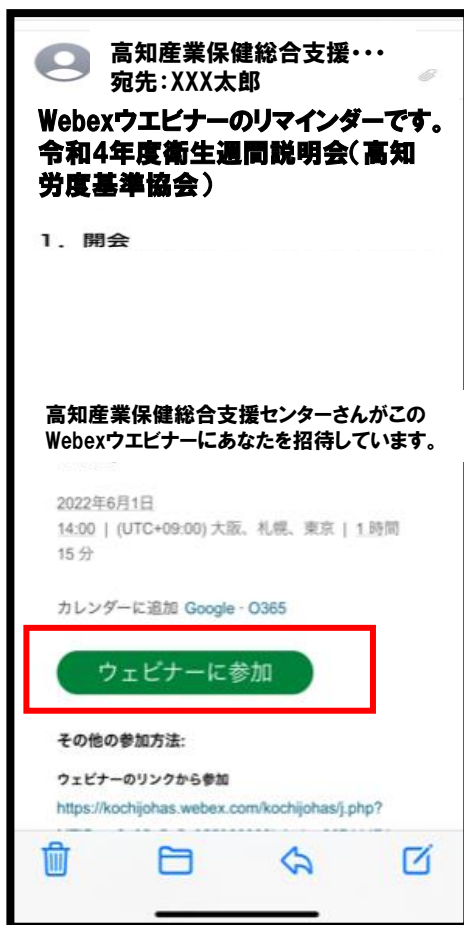 高知産業保健総合支援・・・
宛先：XXX太郎
Webexウエビナーのリマインダーです。
令和4年度衛生週間説明会(高知
労度基準協会)
1. 開会
高知産業保健総合支援センターさんがこの
Webexウエビナーにあなたを招待しています。
2022年6月1日
14:00 | (UTC+09:00) 大阪、札幌、東京 | 1 時間
15 分
カレンダーに追加 Google - O365
ウェビナーに参加
その他の参加方法:
ウェビナーのリンクから参加
https://kochijohas.webex.com/kochijohas/j.php?